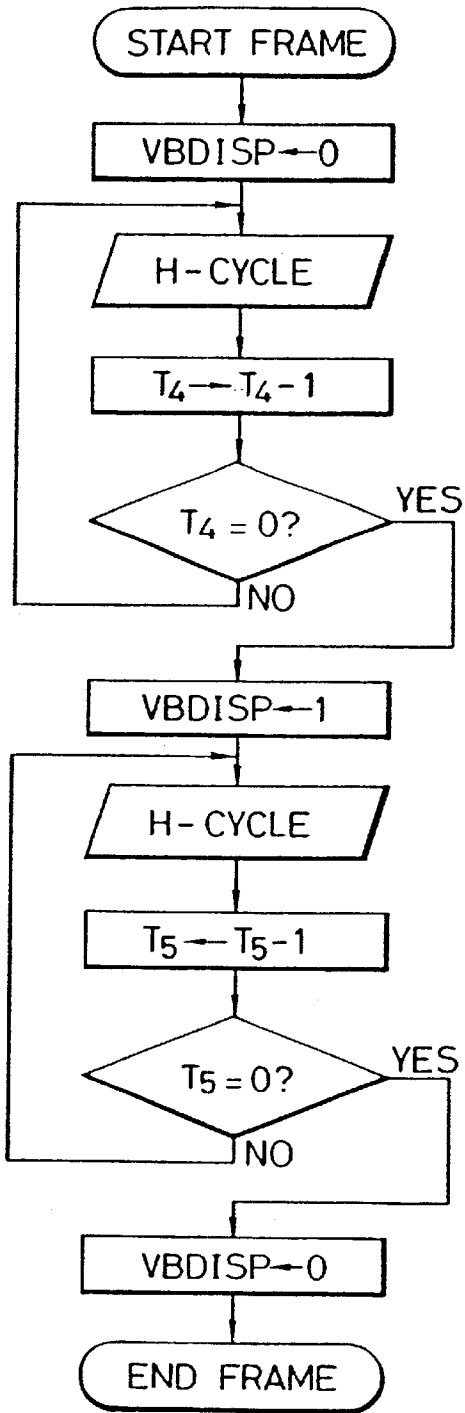 START FRAME
VBDISP←0
H-CYCLE
T₄←T₄-1
T₄=0?
YES
NO
VBDISP←1
H-CYCLE
T₅←T₅-1
T₅=0?
YES
NO
VBDISP←0
END FRAME